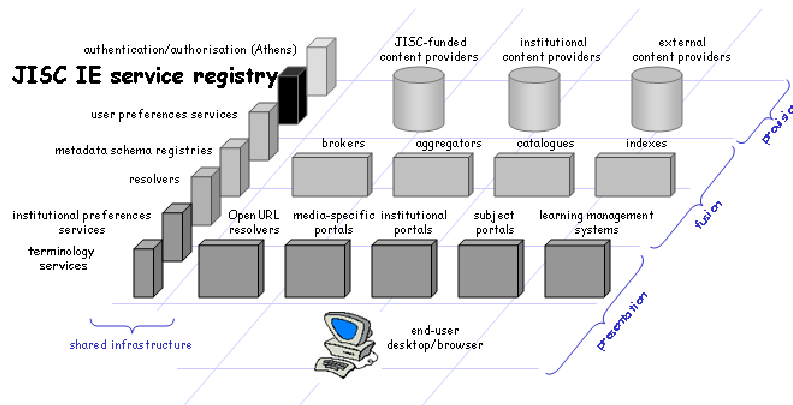 authentication/authorisation (Athens)
JISC-funded
content providers
institutional
content providers
external
content providers
JISC IE service registry
user preferences services
metadata schema registries
resolvers
brokers
aggregators
catalogues
indexes
institutional preferences
services
terminology
services
Open URL
resolvers
media-specific
portals
institutional
portals
subject
portals
learning management
systems
fusion
presentation
shared infrastructure
end-user
desktop/browser